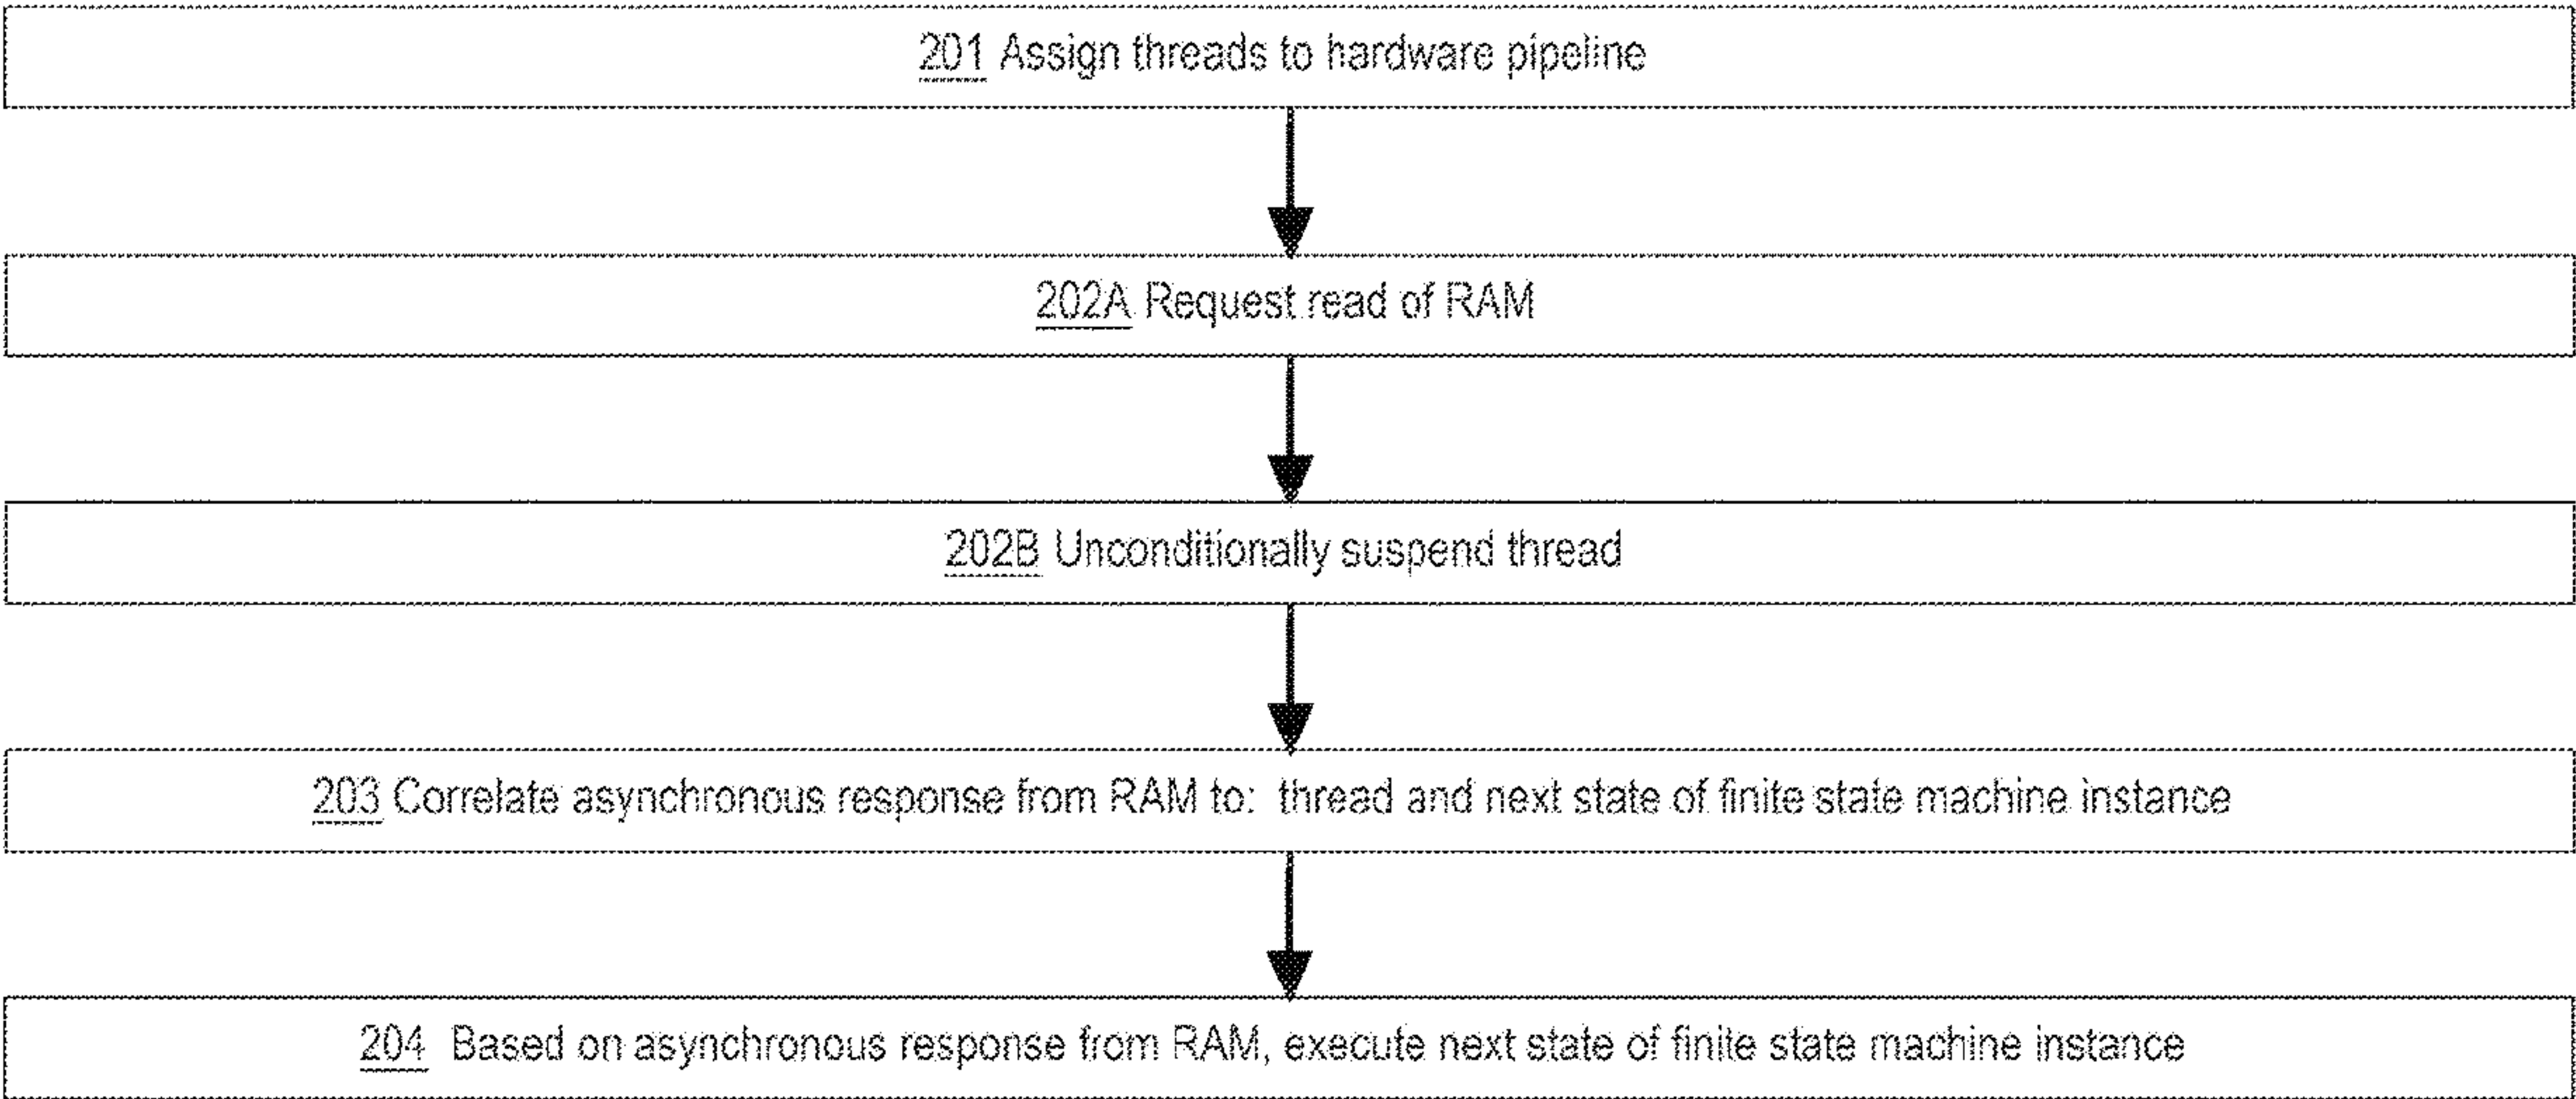 201 Assign threads to hardware pipeline
202A Request read of RAM
202B Unconditionally suspend thread
203 Correlate asynchronous response from RAM to: thread and next state of finite state machine instance
204 Based on asynchronous response from RAM, execute next state of finite state machine instance